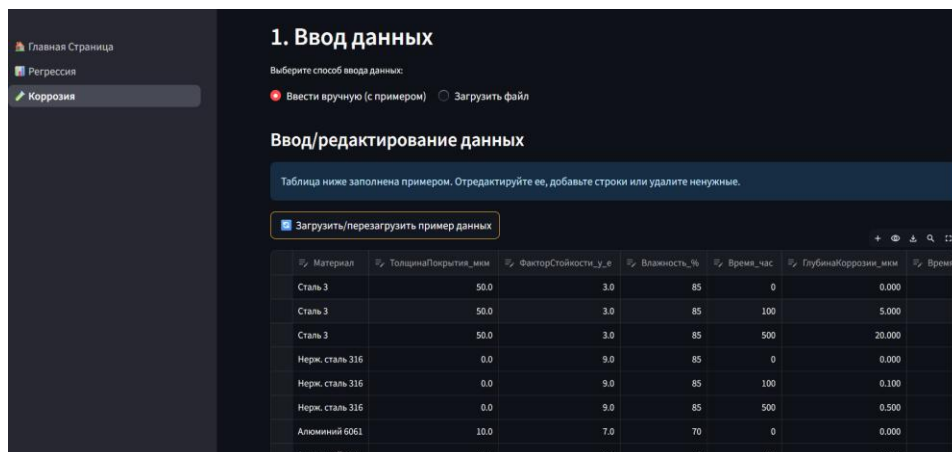 Главная Страница
Регрессия
Коррозия
1. Ввод данных
Выберите способ ввода данных:
Ввести вручную (с примером) Загрузить файл
Ввод/редактирование данных
Таблица ниже заполнена примером. Отредактируйте ее, добавьте строки или удалите ненужные.
Загрузить/перезагрузить пример данных
Материал ТолщинаПокрытия_мкм ФакторСтойкости_у_е Влажность_% Время_час ГлубинаКоррозии_мкм Врем
Сталь 3 50.0 3.0 85 0 0.000
Сталь 3 50.0 3.0 85 100 5.000
Сталь 3 50.0 3.0 85 500 20.000
Нерж. сталь 316 0.0 9.0 85 0 0.000
Нерж. сталь 316 0.0 9.0 85 100 0.100
Нерж. сталь 316 0.0 9.0 85 500 0.500
Алюминий 6061 10.0 7.0 70 0 0.000